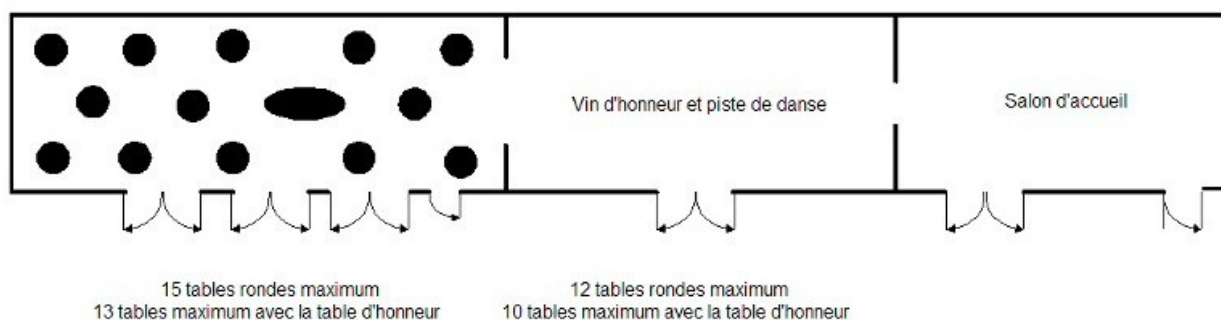 Vin d'honneur et piste de danse
Salon d'accueil
15 tables rondes maximum
13 tables maximum avec la table d'honneur
12 tables rondes maximum
10 tables maximum avec la table d'honneur